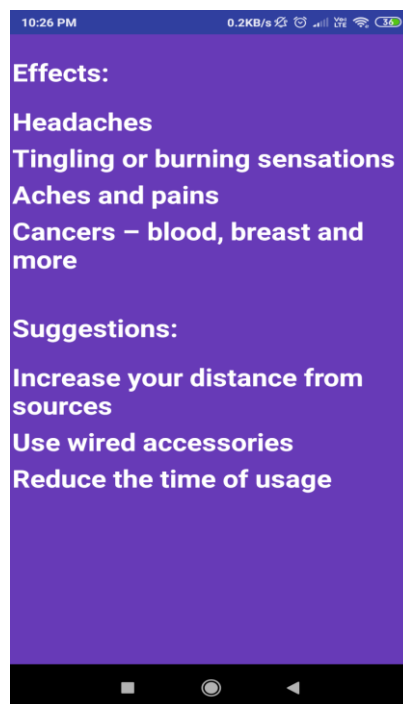 10:26 PM 0.2KB/s VoLTE 36
Effects:
Headaches
Tingling or burning sensations
Aches and pains
Cancers – blood, breast and
more
Suggestions:
Increase your distance from
sources
Use wired accessories
Reduce the time of usage